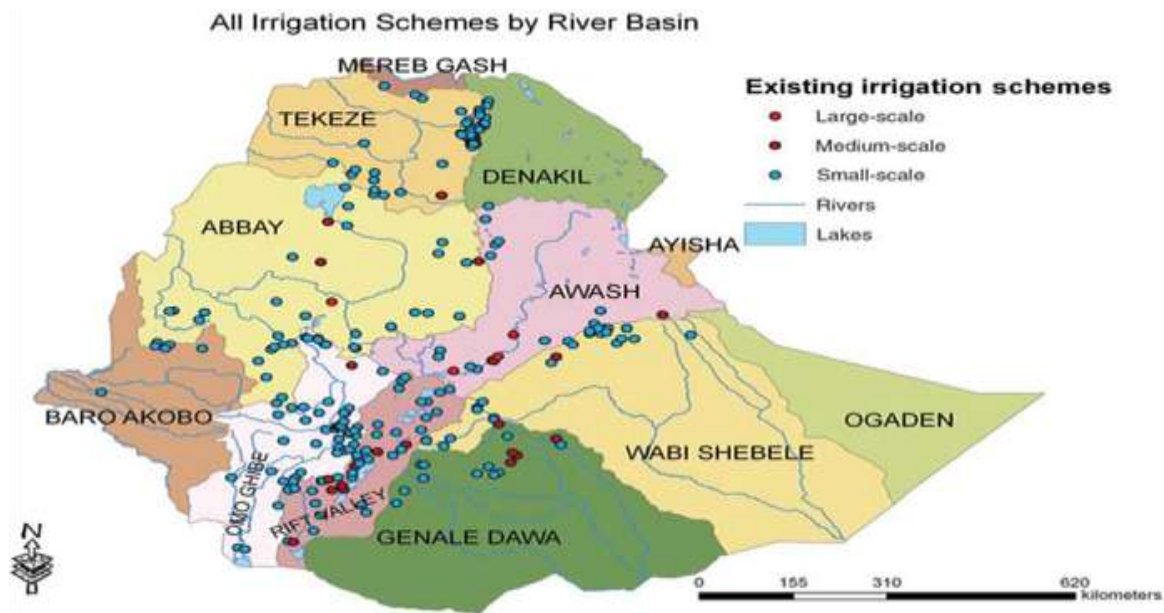 All Irrigation Schemes by River Basin
MEREB GASH
TEKEZE
DENAKIL
ABBAY
AYISHA
AWASH
BARO AKOBO
OGADEN
WABI SHEBELE
OMO GHIBE
RIFT VALLEY
GENALE DAWA
Existing irrigation schemes
Large-scale
Medium-scale
Small-scale
Rivers
Lakes
N
0 155 310 620
kilometers